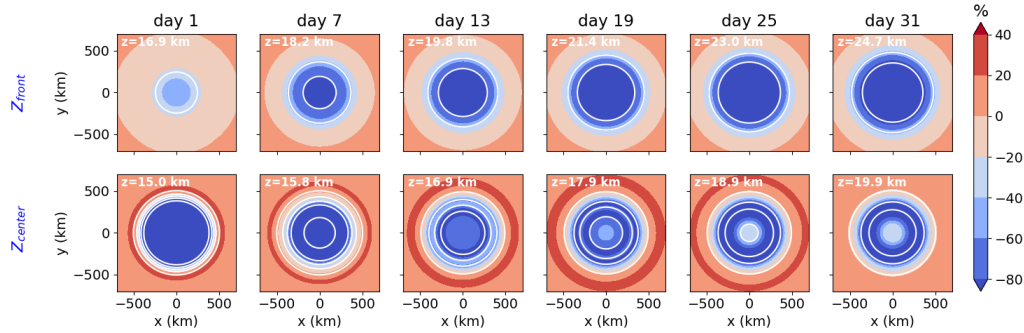 day 1 day 7 day 13 day 19 day 25 day 31 %
z=16.9 km z=18.2 km z=19.8 km z=21.4 km z=23.0 km z=24.7 km
Z_front
y (km)
500
0
−500
z=15.0 km z=15.8 km z=16.9 km z=17.9 km z=18.9 km z=19.9 km
Z_center
y (km)
500
0
−500
−500 0 500 −500 0 500 −500 0 500 −500 0 500 −500 0 500 −500 0 500
x (km) x (km) x (km) x (km) x (km) x (km)
40
20
0
−20
−40
−60
−80